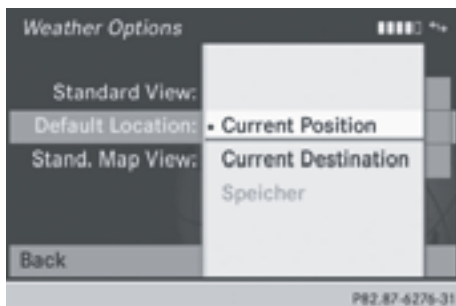 Weather Options
Standard View:
Default Location: • Current Position
Stand. Map View: Current Destination
Speicher
Back
P82.87-6276-31